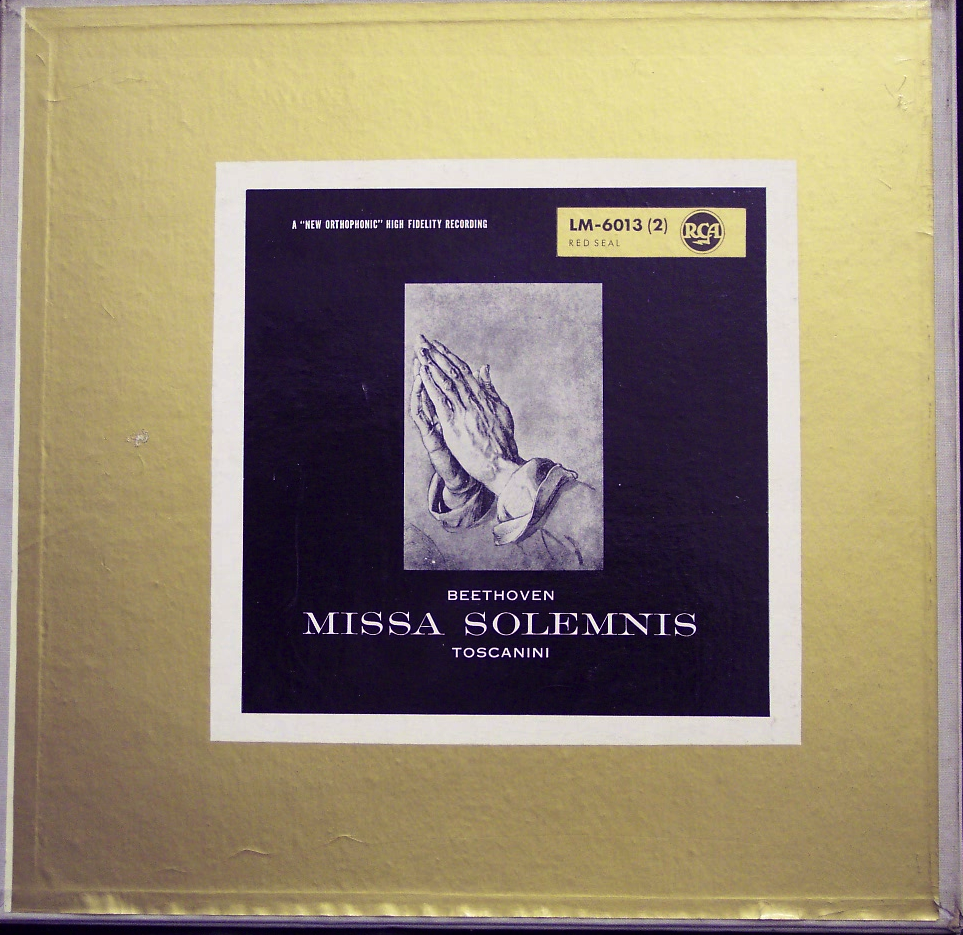 A "NEW ORTHOPHONIC" HIGH FIDELITY RECORDING
LM-6013 (2)
RED SEAL
RCA
BEETHOVEN
MISSA SOLEMNIS
TOSCANINI